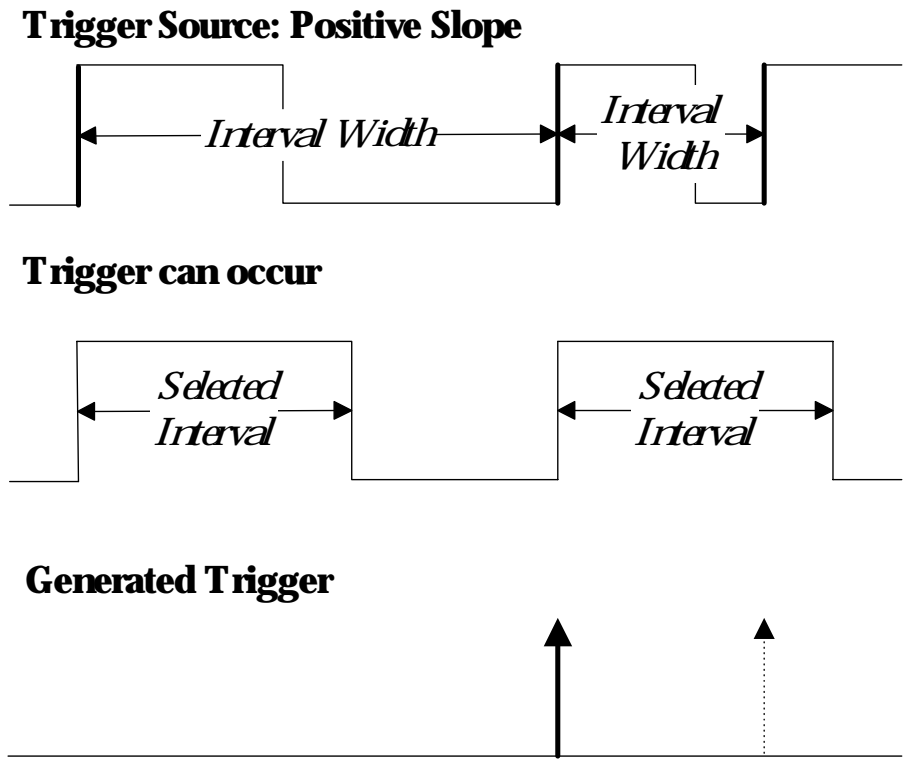 Trigger Source: Positive Slope
Interval Width
Interval
Width
Trigger can occur
Selected
Interval
Selected
Interval
Generated Trigger